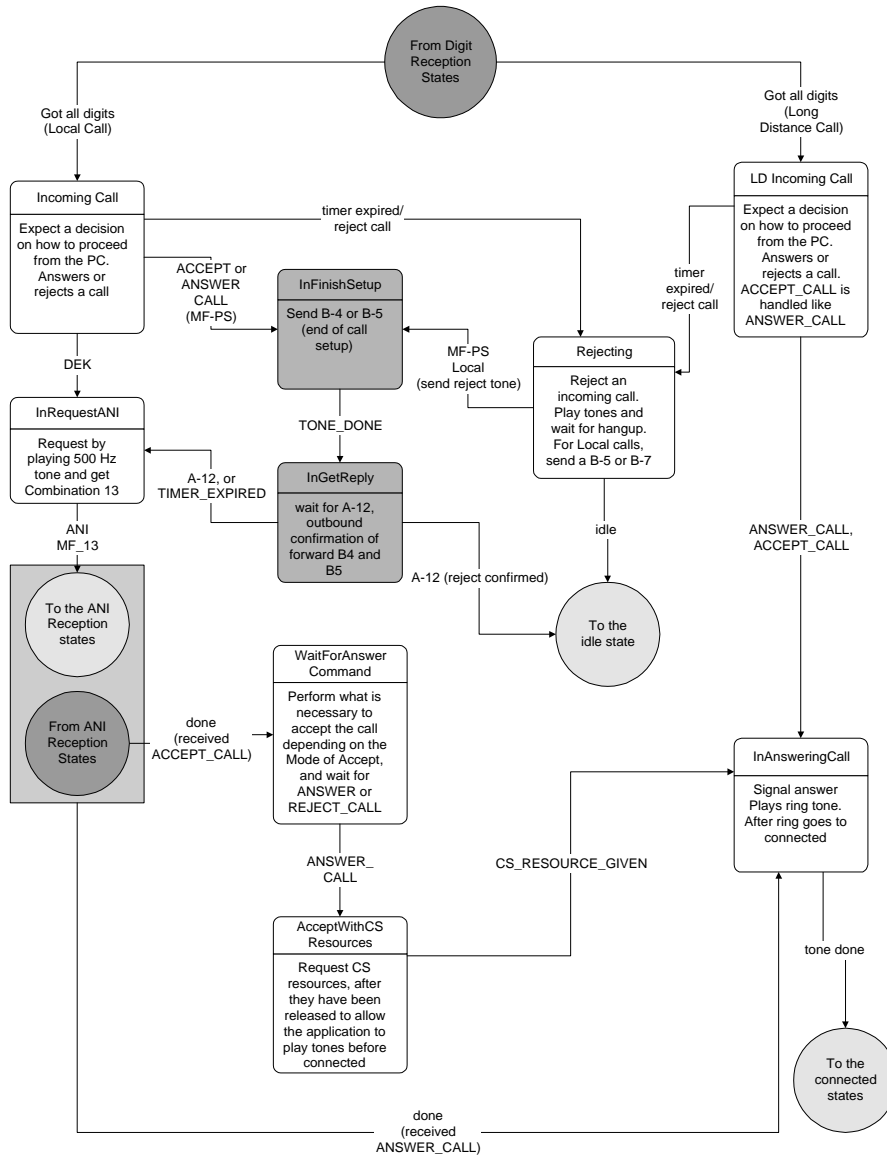 From Digit
Reception
States
Got all digits
(Local Call)
Got all digits
(Long
Distance Call)
Incoming Call
Expect a decision
on how to proceed
from the PC.
Answers or
rejects a call
timer expired/
reject call
LD Incoming Call
Expect a decision
on how to proceed
from the PC.
Answers or
rejects a call.
ACCEPT_CALL is
handled like
ANSWER_CALL
ACCEPT or
ANSWER
CALL
(MF-PS)
InFinishSetup
Send B-4 or B-5
(end of call
setup)
timer
expired/
reject call
MF-PS
Local
(send reject tone)
Rejecting
Reject an
incoming call.
Play tones and
wait for hangup.
For Local calls,
send a B-5 or B-7
DEK
InRequestANI
Request by
playing 500 Hz
tone and get
Combination 13
TONE_DONE
A-12, or
TIMER_EXPIRED
InGetReply
wait for A-12,
outbound
confirmation of
forward B4 and
B5
idle
ANSWER_CALL,
ACCEPT_CALL
ANI
MF_13
A-12 (reject confirmed)
To the ANI
Reception
states
To the
idle state
WaitForAnswer
Command
Perform what is
necessary to
accept the call
depending on the
Mode of Accept,
and wait for
ANSWER or
REJECT_CALL
From ANI
Reception
States
done
(received
ACCEPT_CALL)
InAnsweringCall
Signal answer
Plays ring tone.
After ring goes to
connected
ANSWER_
CALL
CS_RESOURCE_GIVEN
AcceptWithCS
Resources
Request CS
resources, after
they have been
released to allow
the application to
play tones before
connected
tone done
To the
connected
states
done
(received
ANSWER_CALL)